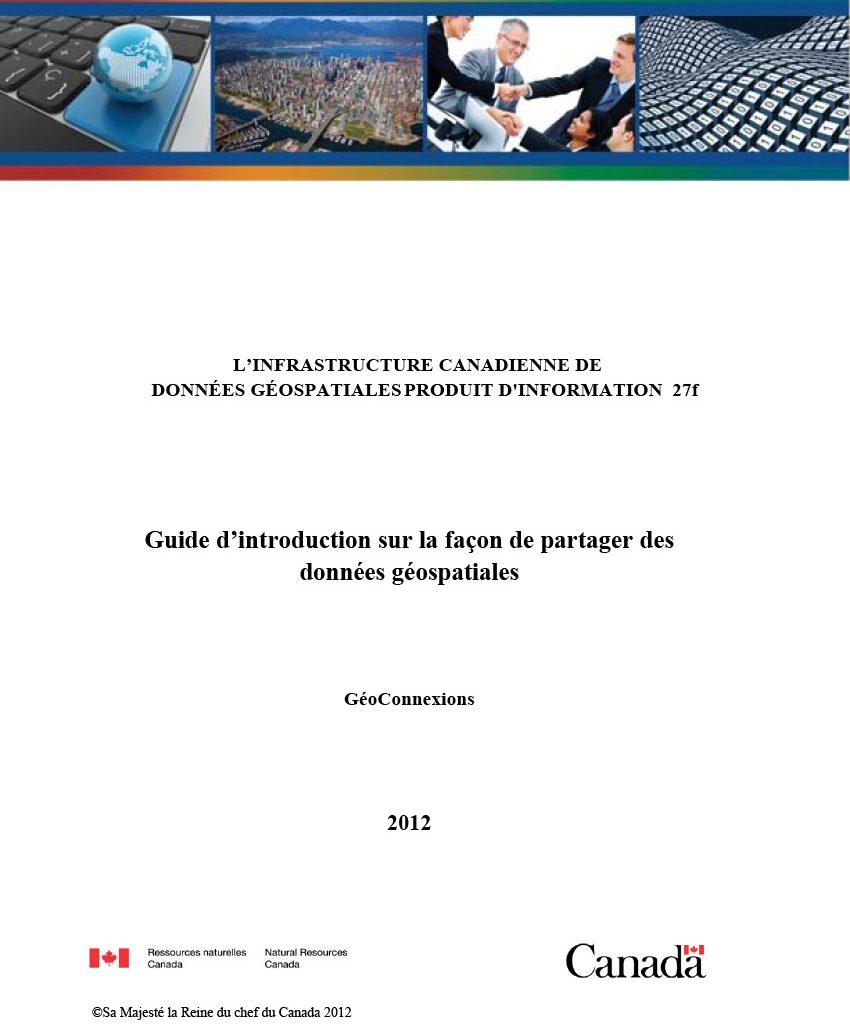 L’INFRASTRUCTURE CANADIENNE DE
DONNÉES GÉOSPATIALES PRODUIT D'INFORMATION 27f
Guide d’introduction sur la façon de partager des
données géospatiales
GéoConnexions
2012
Ressources naturelles Canada
Natural Resources Canada
Canada
©Sa Majesté la Reine du chef du Canada 2012